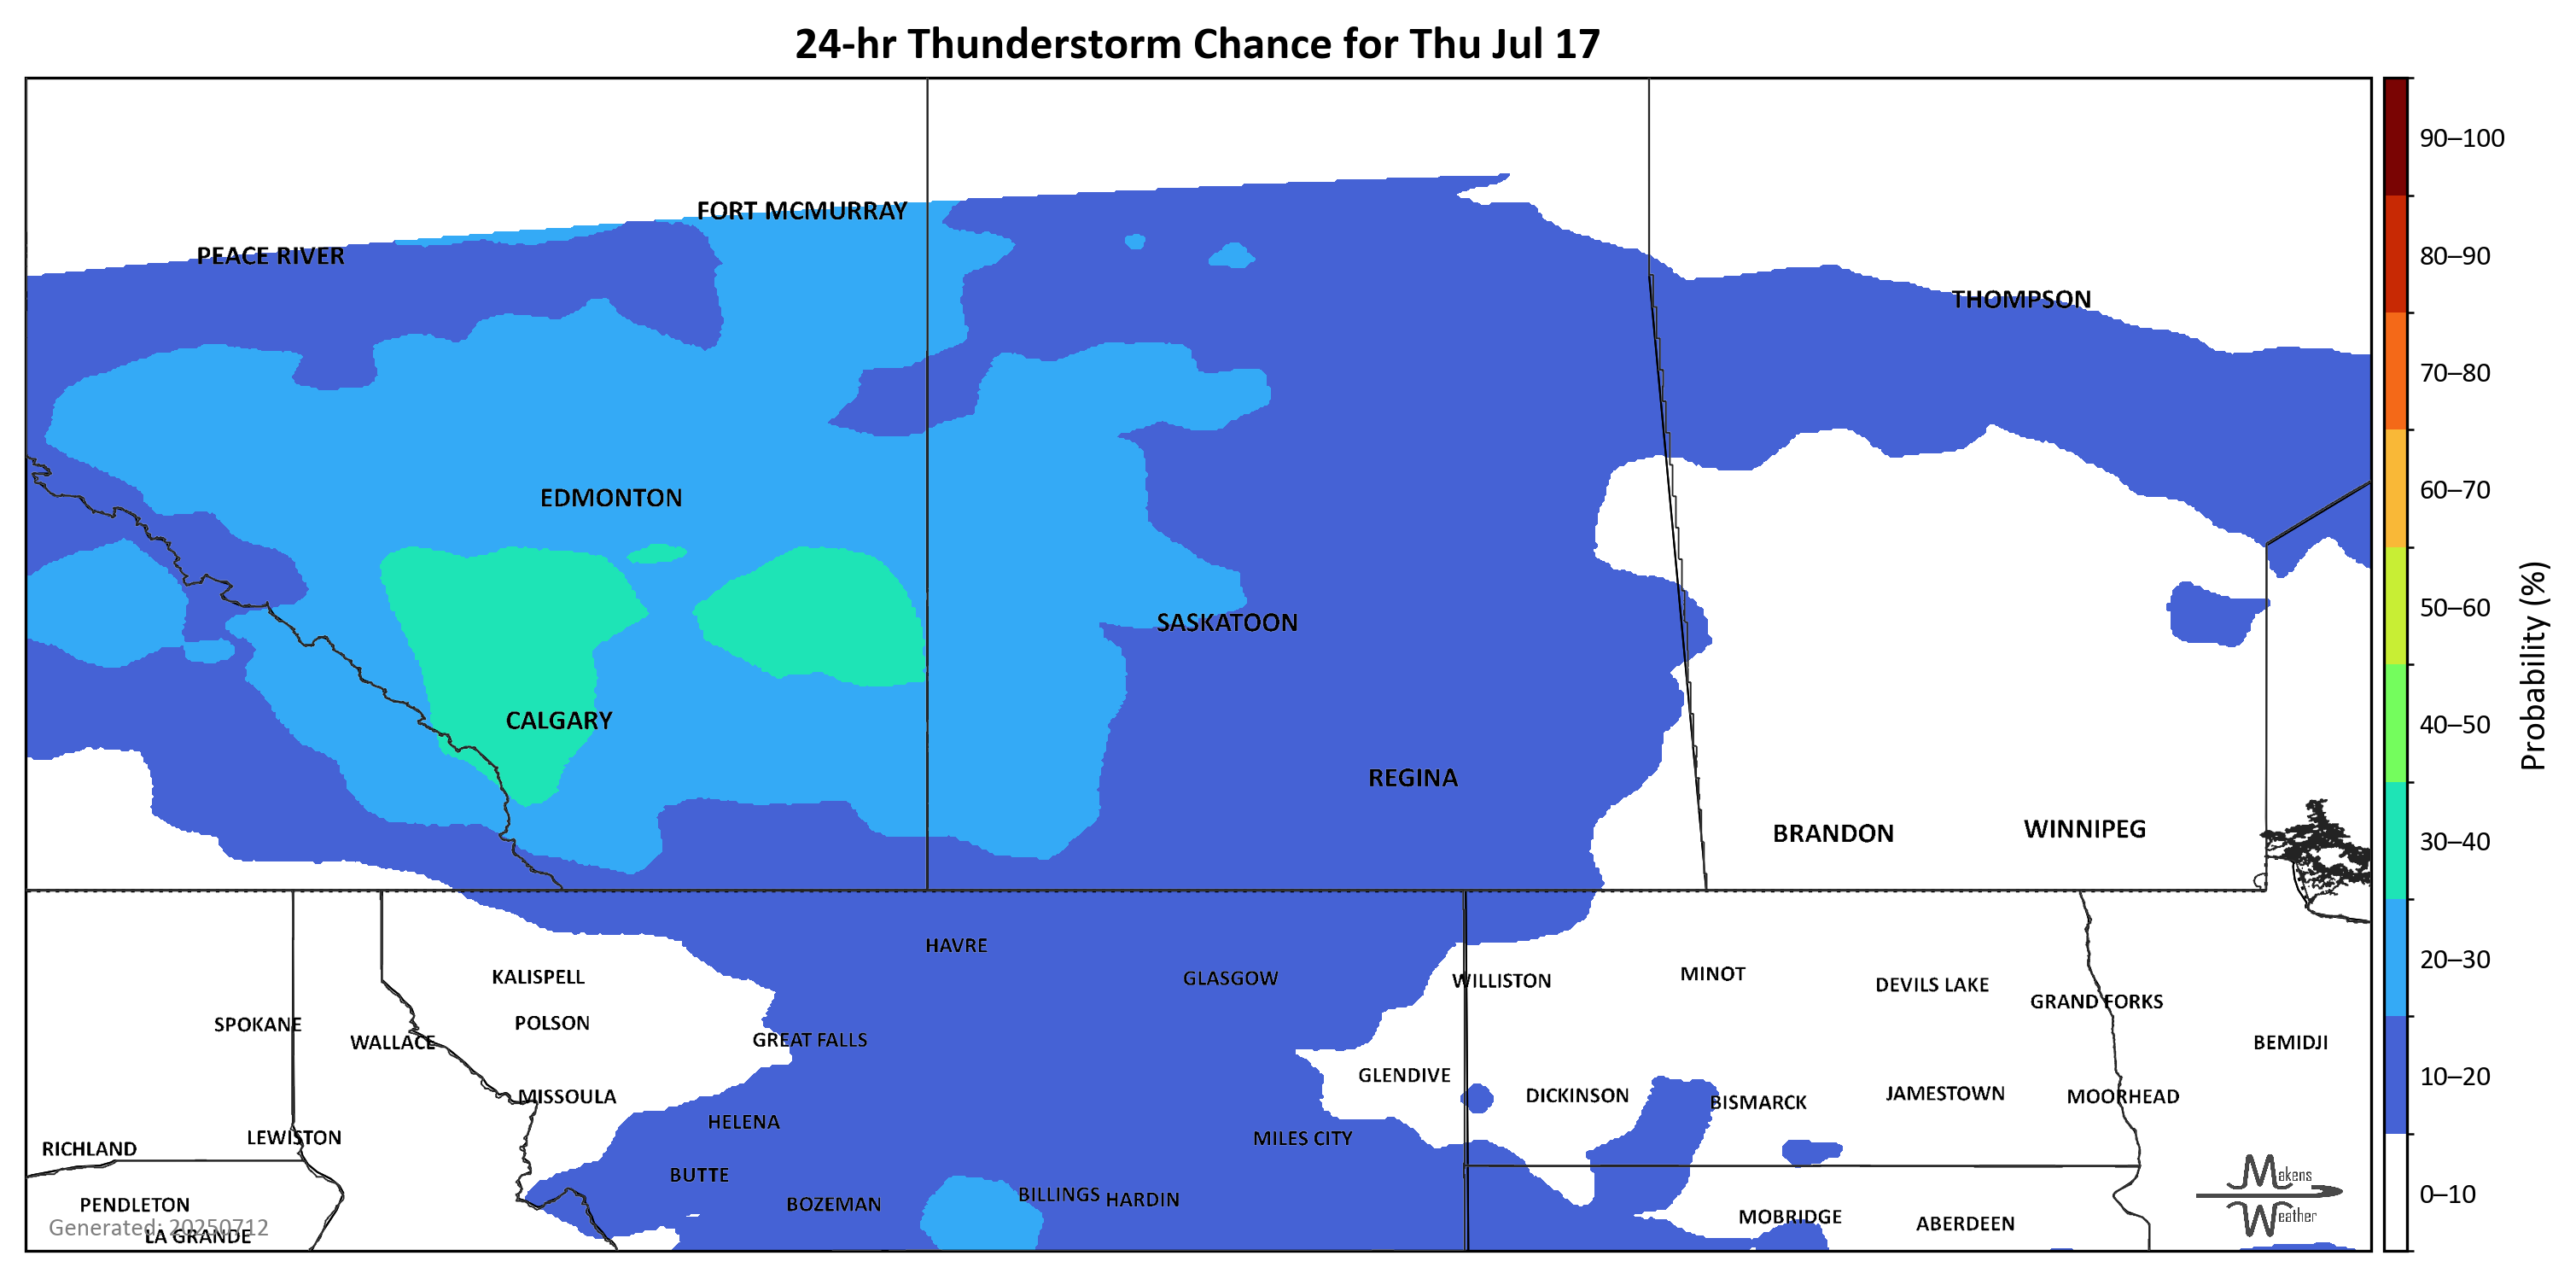 24-hr Thunderstorm Chance for Thu Jul 17
90–100
FORT MCMURRAY
PEACE RIVER
80–90
THOMPSON
70–80
EDMONTON
60–70
50–60
SASKATOON
CALGARY
40–50
Probability (%)
REGINA
BRANDON
WINNIPEG
30–40
HAVRE
20–30
KALISPELL
GLASGOW
WILLISTON
MINOT
DEVILS LAKE
GRAND FORKS
SPOKANE
POLSON
WALLACE
GREAT FALLS
BEMIDJI
GLENDIVE
10–20
MISSOULA
DICKINSON
BISMARCK
JAMESTOWN
MOORHEAD
HELENA
LEWISTON
MILES CITY
RICHLAND
BUTTE
Makens
Weather
PENDLETON
BOZEMAN
BILLINGS
HARDIN
0–10
MOBRIDGE
ABERDEEN
Generated: 20250712
LA GRANDE